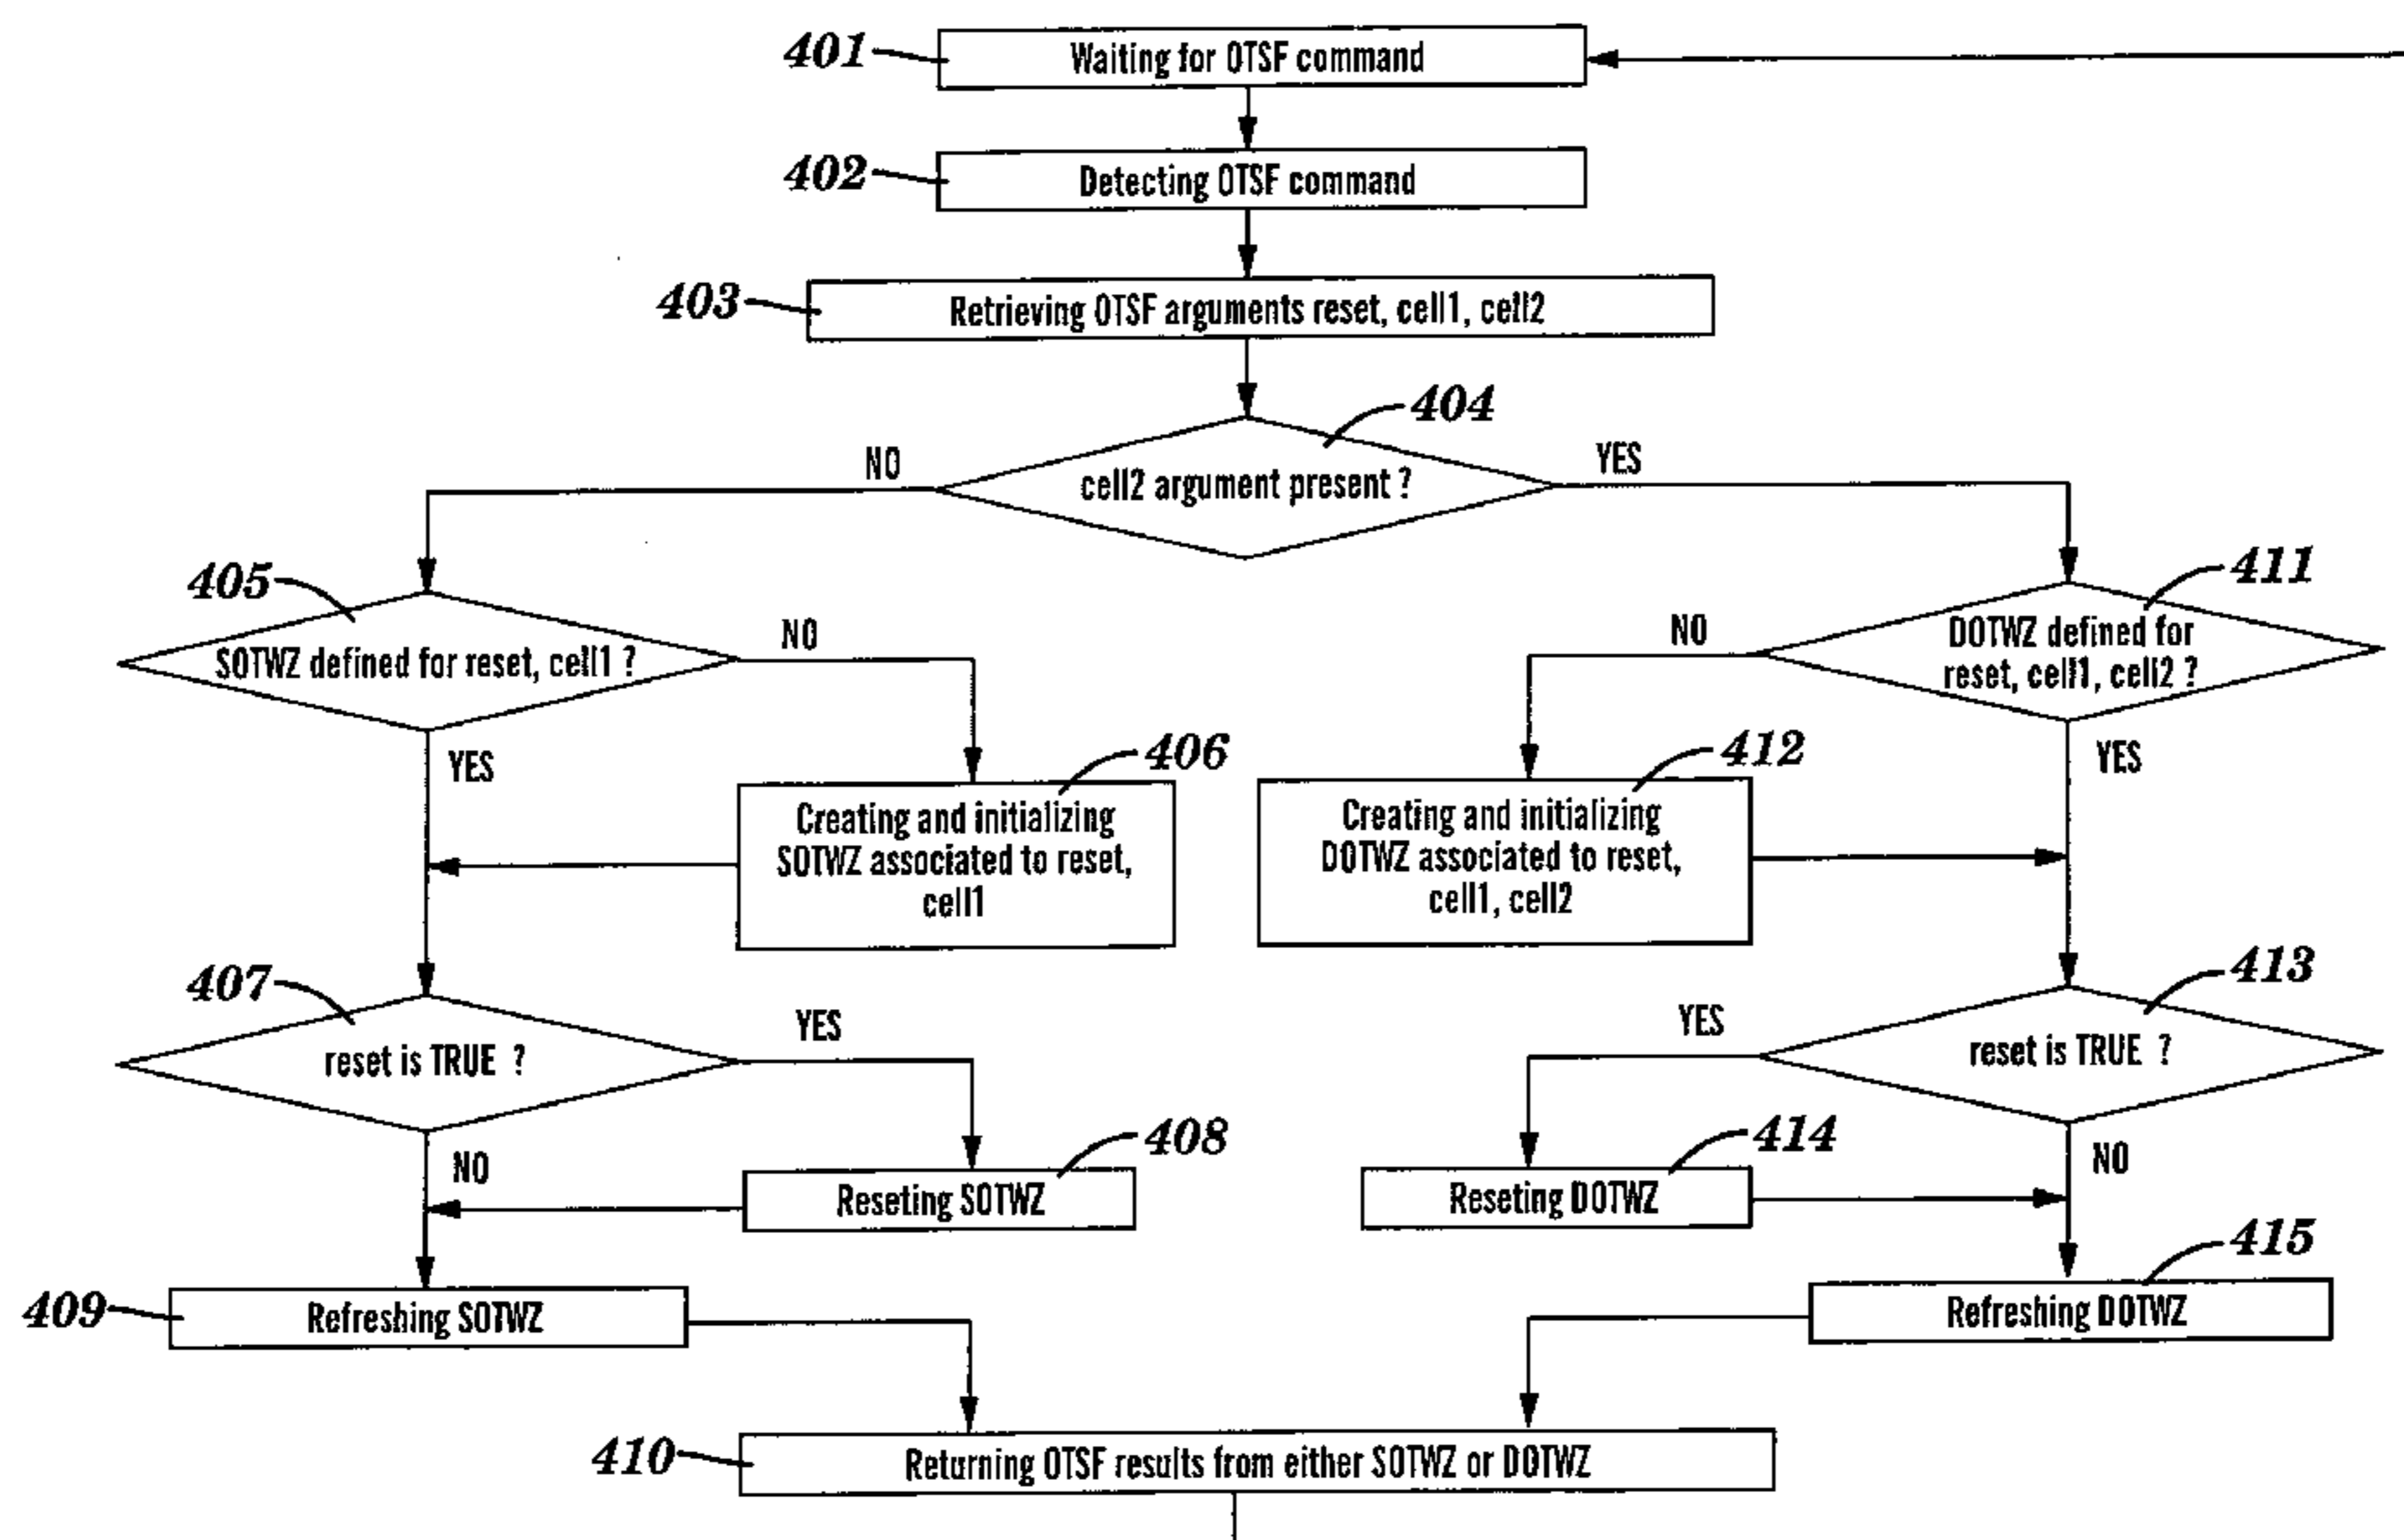 401
Waiting for OTSF command
402
Detecting OTSF command
403
Retrieving OTSF arguments reset, cell1, cell2
404
NO
YES
cell2 argument present ?
405
411
SOTWZ defined for reset, cell1 ?
NO
NO
DOTWZ defined for
reset, cell1, cell2 ?
YES
406
412
YES
Creating and initializing
SOTWZ associated to reset,
cell1
Creating and initializing
DOTWZ associated to reset,
cell1, cell2
407
413
reset is TRUE ?
YES
YES
reset is TRUE ?
NO
408
414
NO
Reseting SOTWZ
Reseting DOTWZ
409
415
Refreshing SOTWZ
Refreshing DOTWZ
410
Returning OTSF results from either SOTWZ or DOTWZ